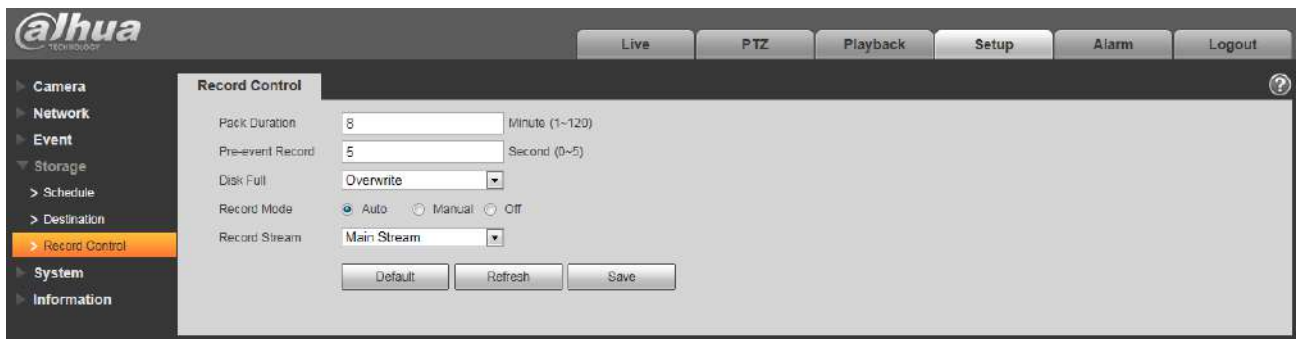 alhua
TECHNOLOGY
Live
PTZ
Playback
Setup
Alarm
Logout
Camera
Network
Event
Storage
> Schedule
> Destination
> Record Control
System
Information
Record Control
?
Pack Duration 8 Minute (1~120)
Pre-event Record 5 Second (0~5)
Disk Full Overwrite
Record Mode Auto Manual Off
Record Stream Main Stream
Default Refresh Save